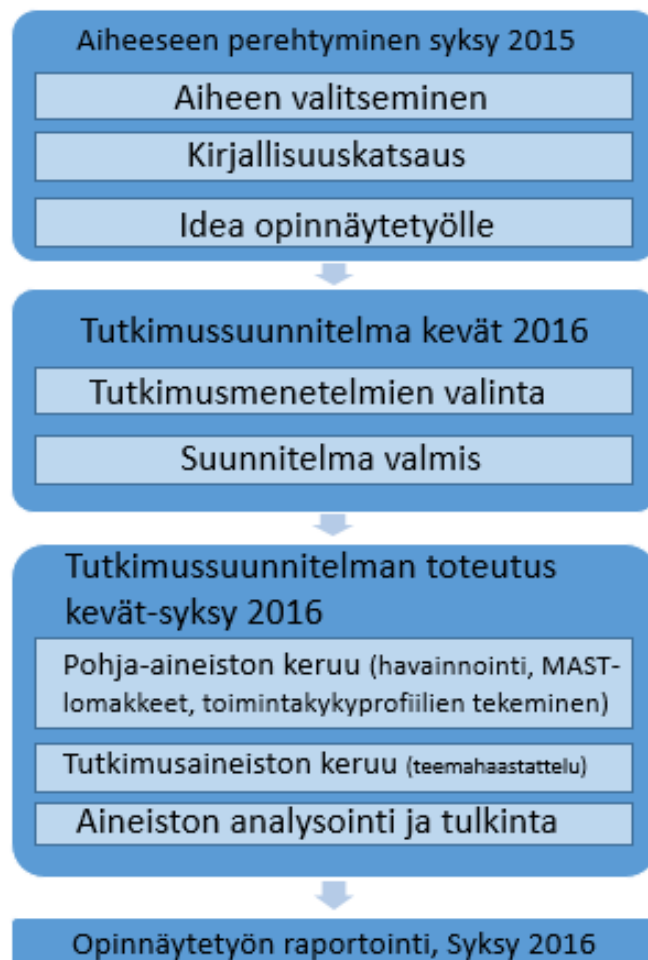 Aiheeseen perehtyminen syksy 2015
Aiheen valitseminen
Kirjallisuuskatsaus
Idea opinnäytetyölle
Tutkimussuunnitelma kevät 2016
Tutkimusmenetelmien valinta
Suunnitelma valmis
Tutkimussuunnitelman toteutus
kevät-syksy 2016
Pohja-aineiston keruu (havainnointi, MAST-
lomakkeet, toimintakykyprofiilien tekeminen)
Tutkimusaineiston keruu (teemahaastattelu)
Aineiston analysointi ja tulkinta
Opinnäytetyön raportointi, Syksy 2016